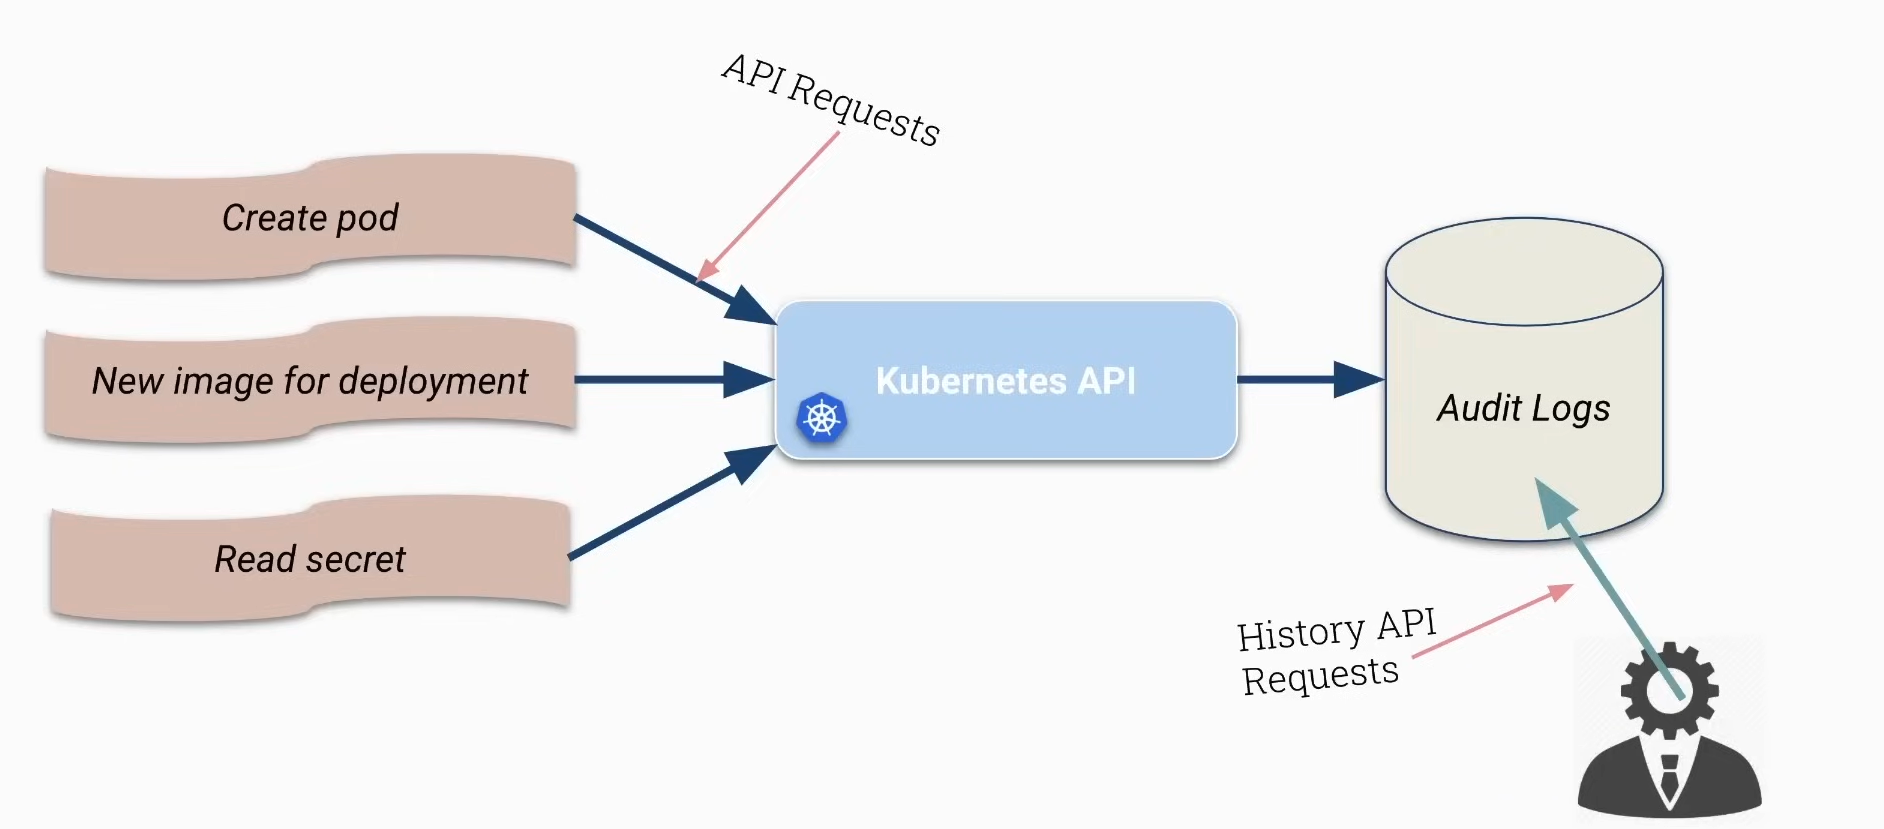 API Requests
Create pod
New image for deployment
Read secret
Kubernetes API
Audit Logs
History API
Requests